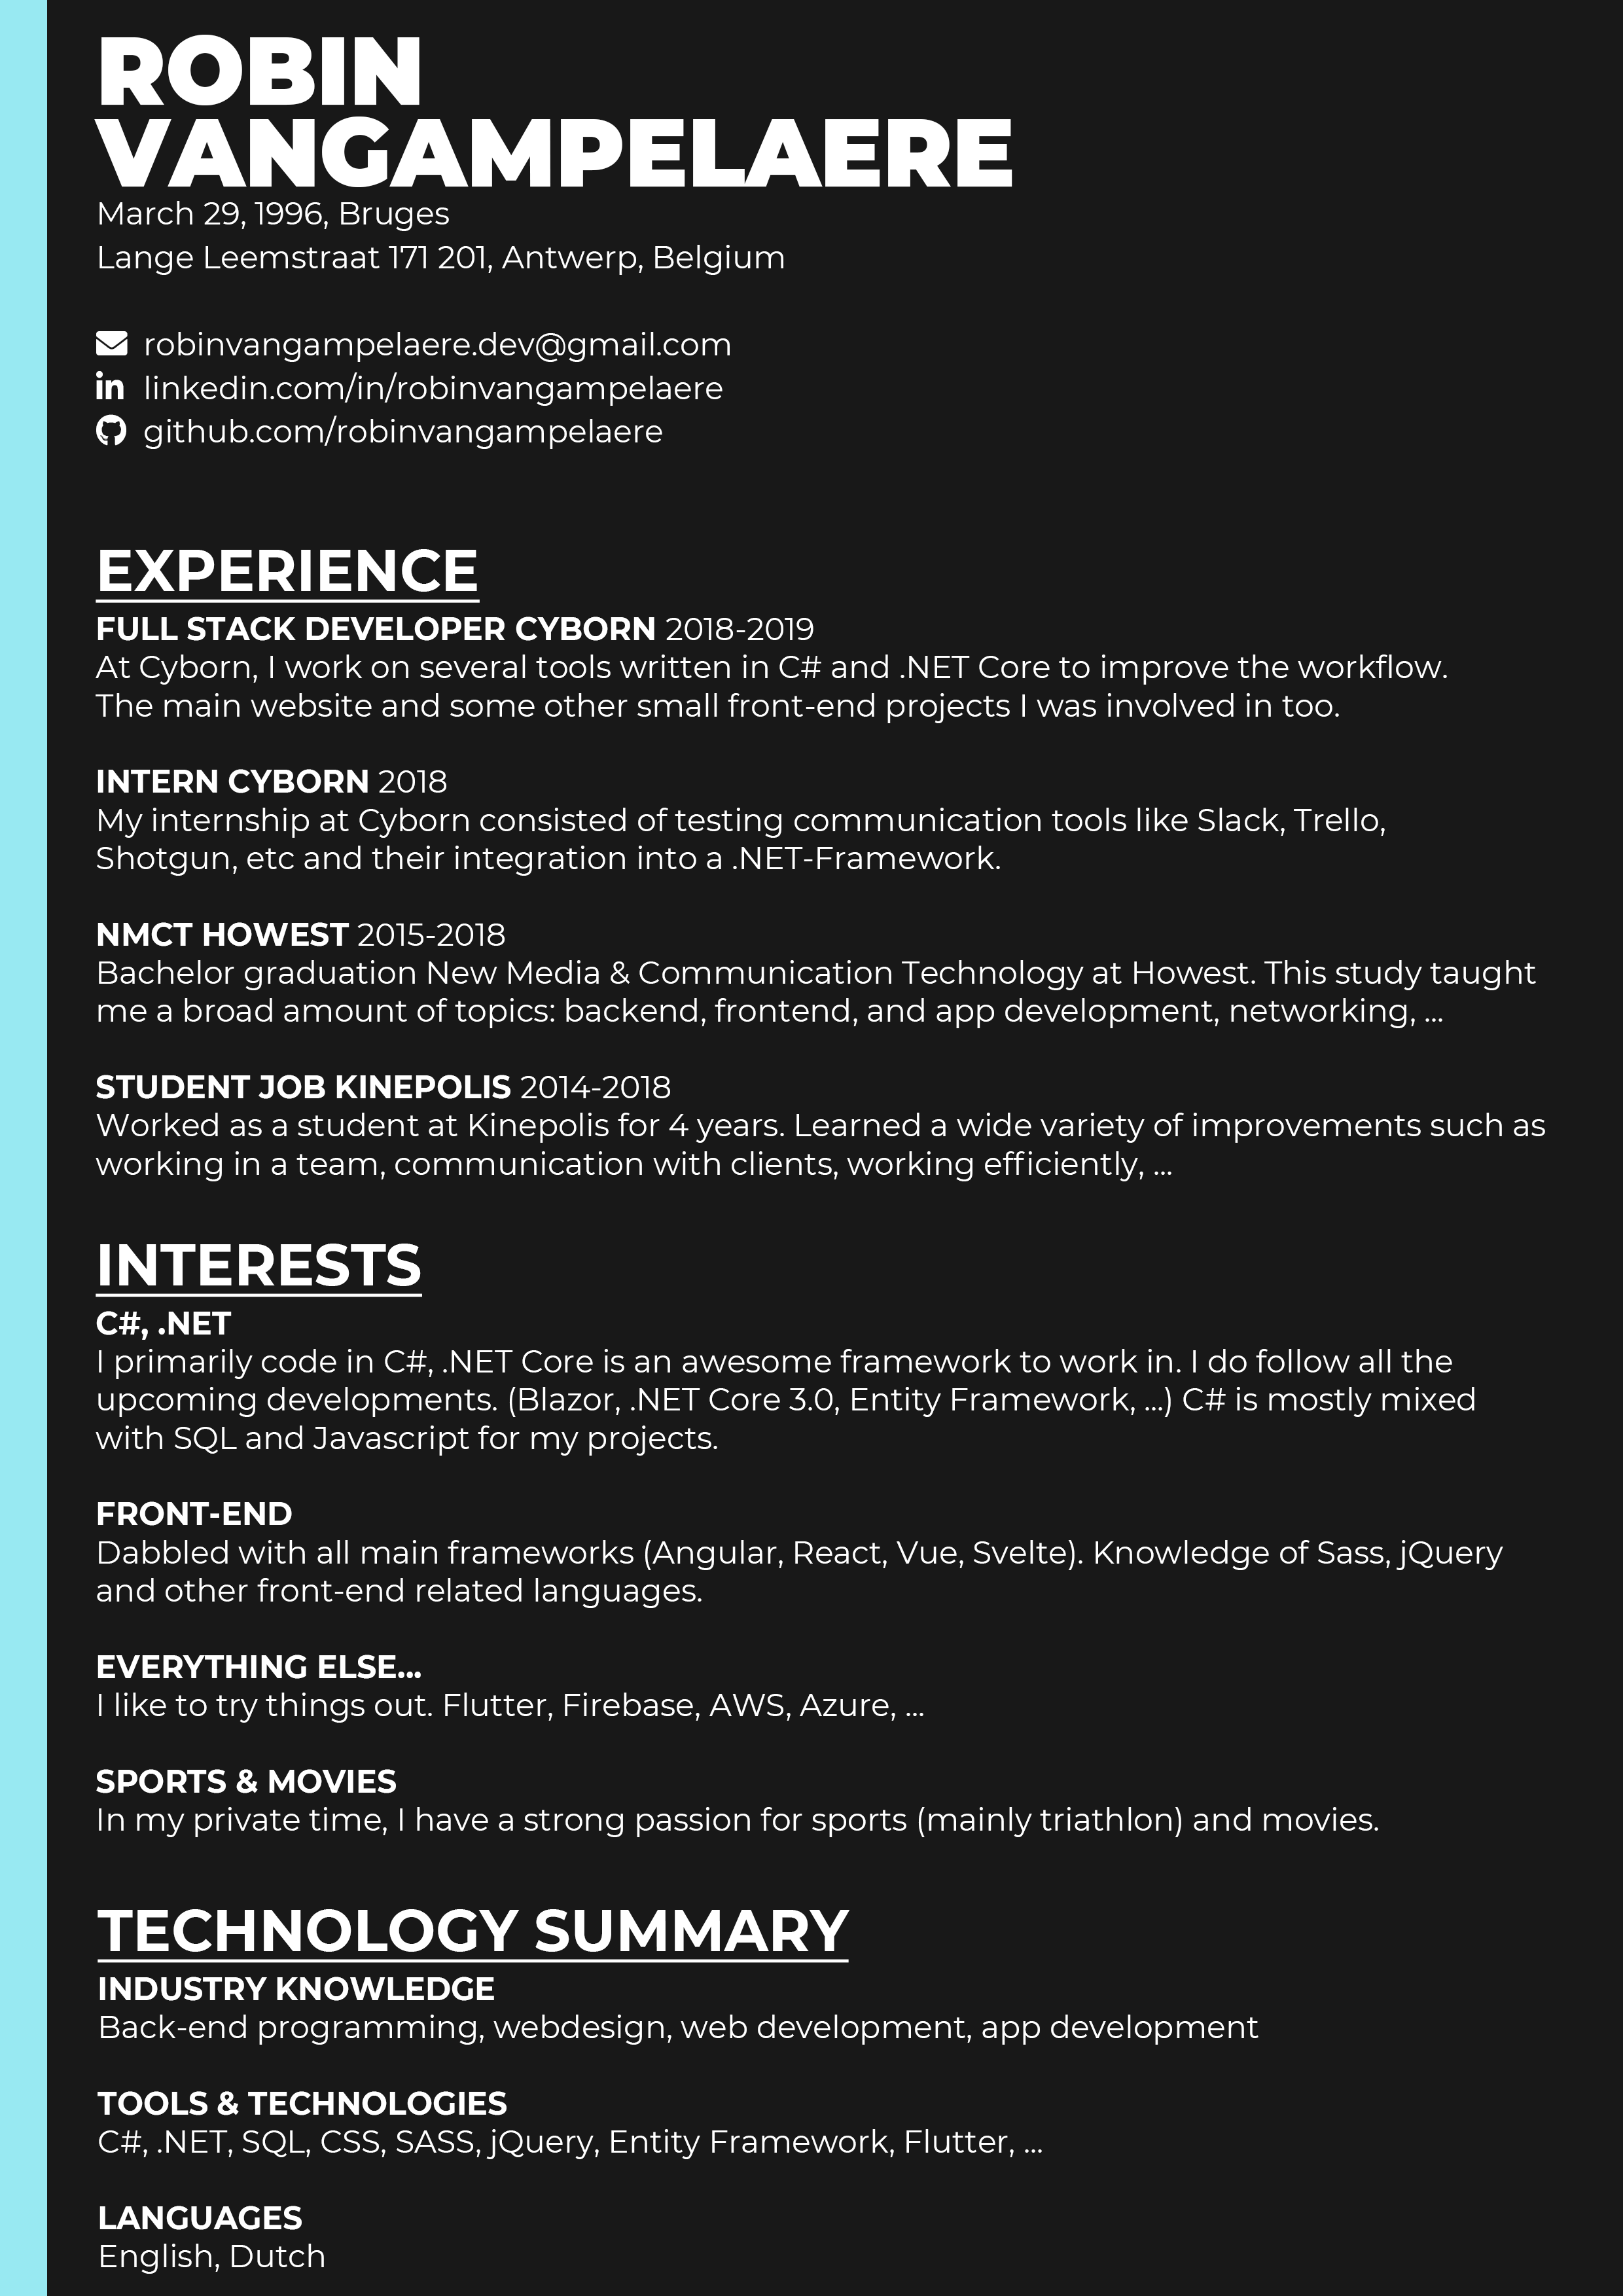 ROBIN
VANGAMPELAERE
March 29, 1996, Bruges
Lange Leemstraat 171 201, Antwerp, Belgium
robinvangampelaere.dev@gmail.com
linkedin.com/in/robinvangampelaere
github.com/robinvangampelaere
EXPERIENCE
FULL STACK DEVELOPER CYBORN 2018-2019
At Cyborn, I work on several tools written in C# and .NET Core to improve the workflow.
The main website and some other small front-end projects I was involved in too.
INTERN CYBORN 2018
My internship at Cyborn consisted of testing communication tools like Slack, Trello,
Shotgun, etc and their integration into a .NET-Framework.
NMCT HOWEST 2015-2018
Bachelor graduation New Media & Communication Technology at Howest. This study taught
me a broad amount of topics: backend, frontend, and app development, networking, ...
STUDENT JOB KINEPOLIS 2014-2018
Worked as a student at Kinepolis for 4 years. Learned a wide variety of improvements such as
working in a team, communication with clients, working efficiently, ...
INTERESTS
C#, .NET
I primarily code in C#, .NET Core is an awesome framework to work in. I do follow all the
upcoming developments. (Blazor, .NET Core 3.0, Entity Framework, ...) C# is mostly mixed
with SQL and Javascript for my projects.
FRONT-END
Dabbled with all main frameworks (Angular, React, Vue, Svelte). Knowledge of Sass, jQuery
and other front-end related languages.
EVERYTHING ELSE...
I like to try things out. Flutter, Firebase, AWS, Azure, ...
SPORTS & MOVIES
In my private time, I have a strong passion for sports (mainly triathlon) and movies.
TECHNOLOGY SUMMARY
INDUSTRY KNOWLEDGE
Back-end programming, webdesign, web development, app development
TOOLS & TECHNOLOGIES
C#, .NET, SQL, CSS, SASS, jQuery, Entity Framework, Flutter, ...
LANGUAGES
English, Dutch